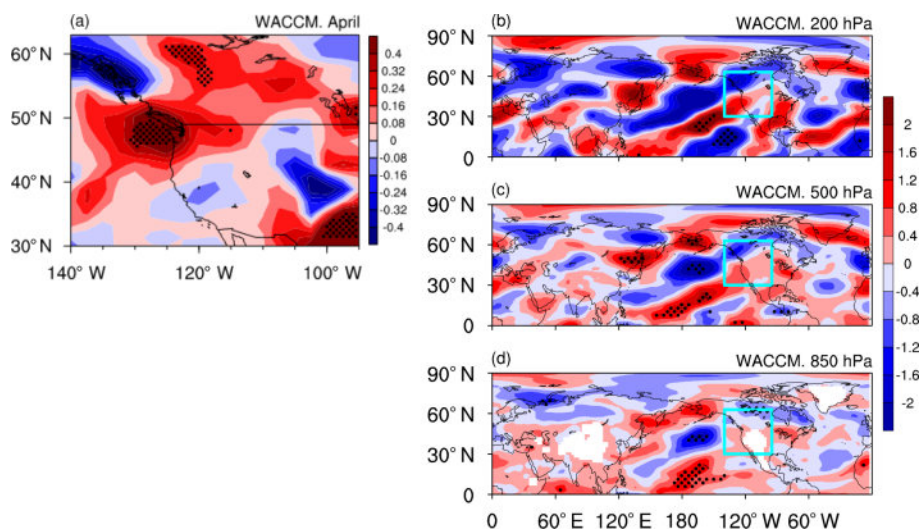 (a) WACCM. April
60° N
50° N
40° N
30° N
140° W 120° W 100° W
0.4
0.32
0.24
0.16
0.08
0
-0.08
-0.16
-0.24
-0.32
-0.4
(b) WACCM. 200 hPa
90° N
60° N
30° N
0
(c) WACCM. 500 hPa
90° N
60° N
30° N
0
(d) WACCM. 850 hPa
90° N
60° N
30° N
0
0 60° E 120° E 180° 120° W 60° W
2
1.6
1.2
0.8
0.4
0
-0.4
-0.8
-1.2
-1.6
-2